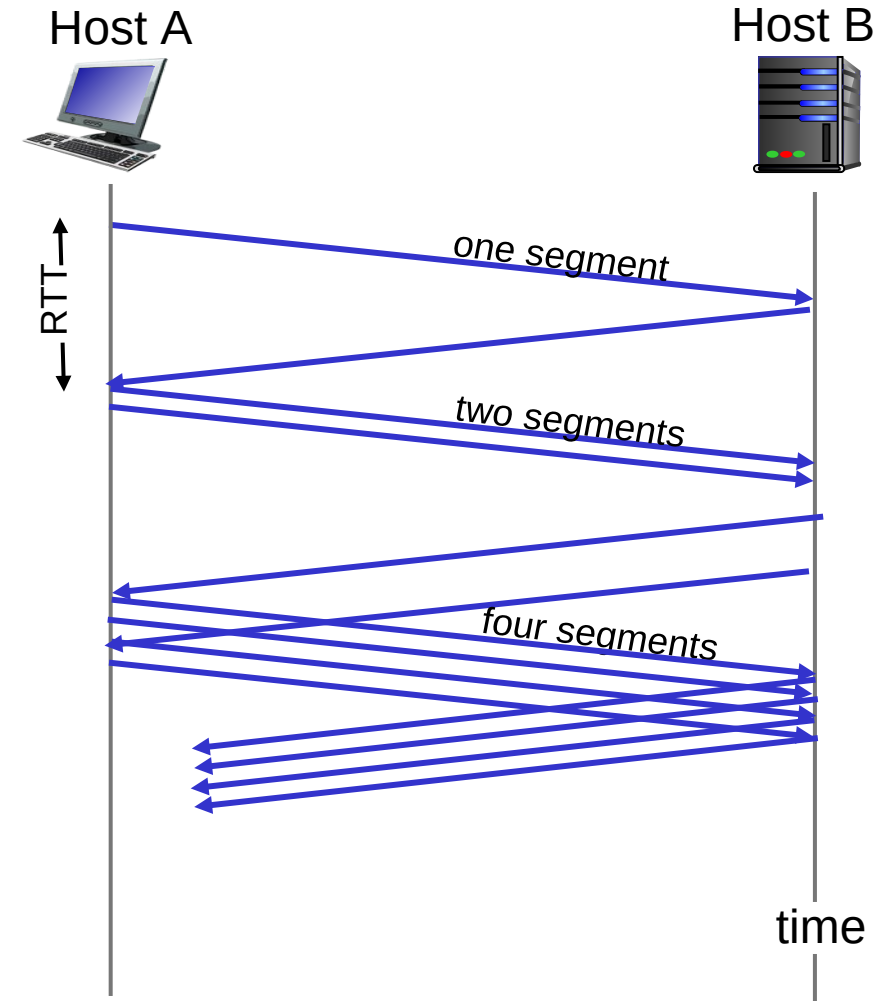 Host A
Host B
one segment
RTT
two segments
four segments
time